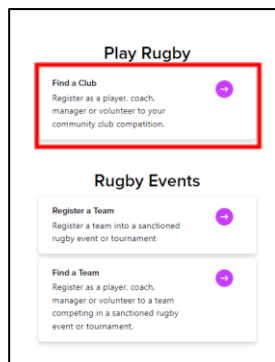 Play Rugby
Find a Club
Register as a player, coach,
manager or volunteer to your
community club competition.
Rugby Events
Register a Team
Register a team into a sanctioned
rugby event or tournament
Find a Team
Register as a player, coach,
manager or volunteer to a team
competing in a sanctioned rugby
event or tournament.